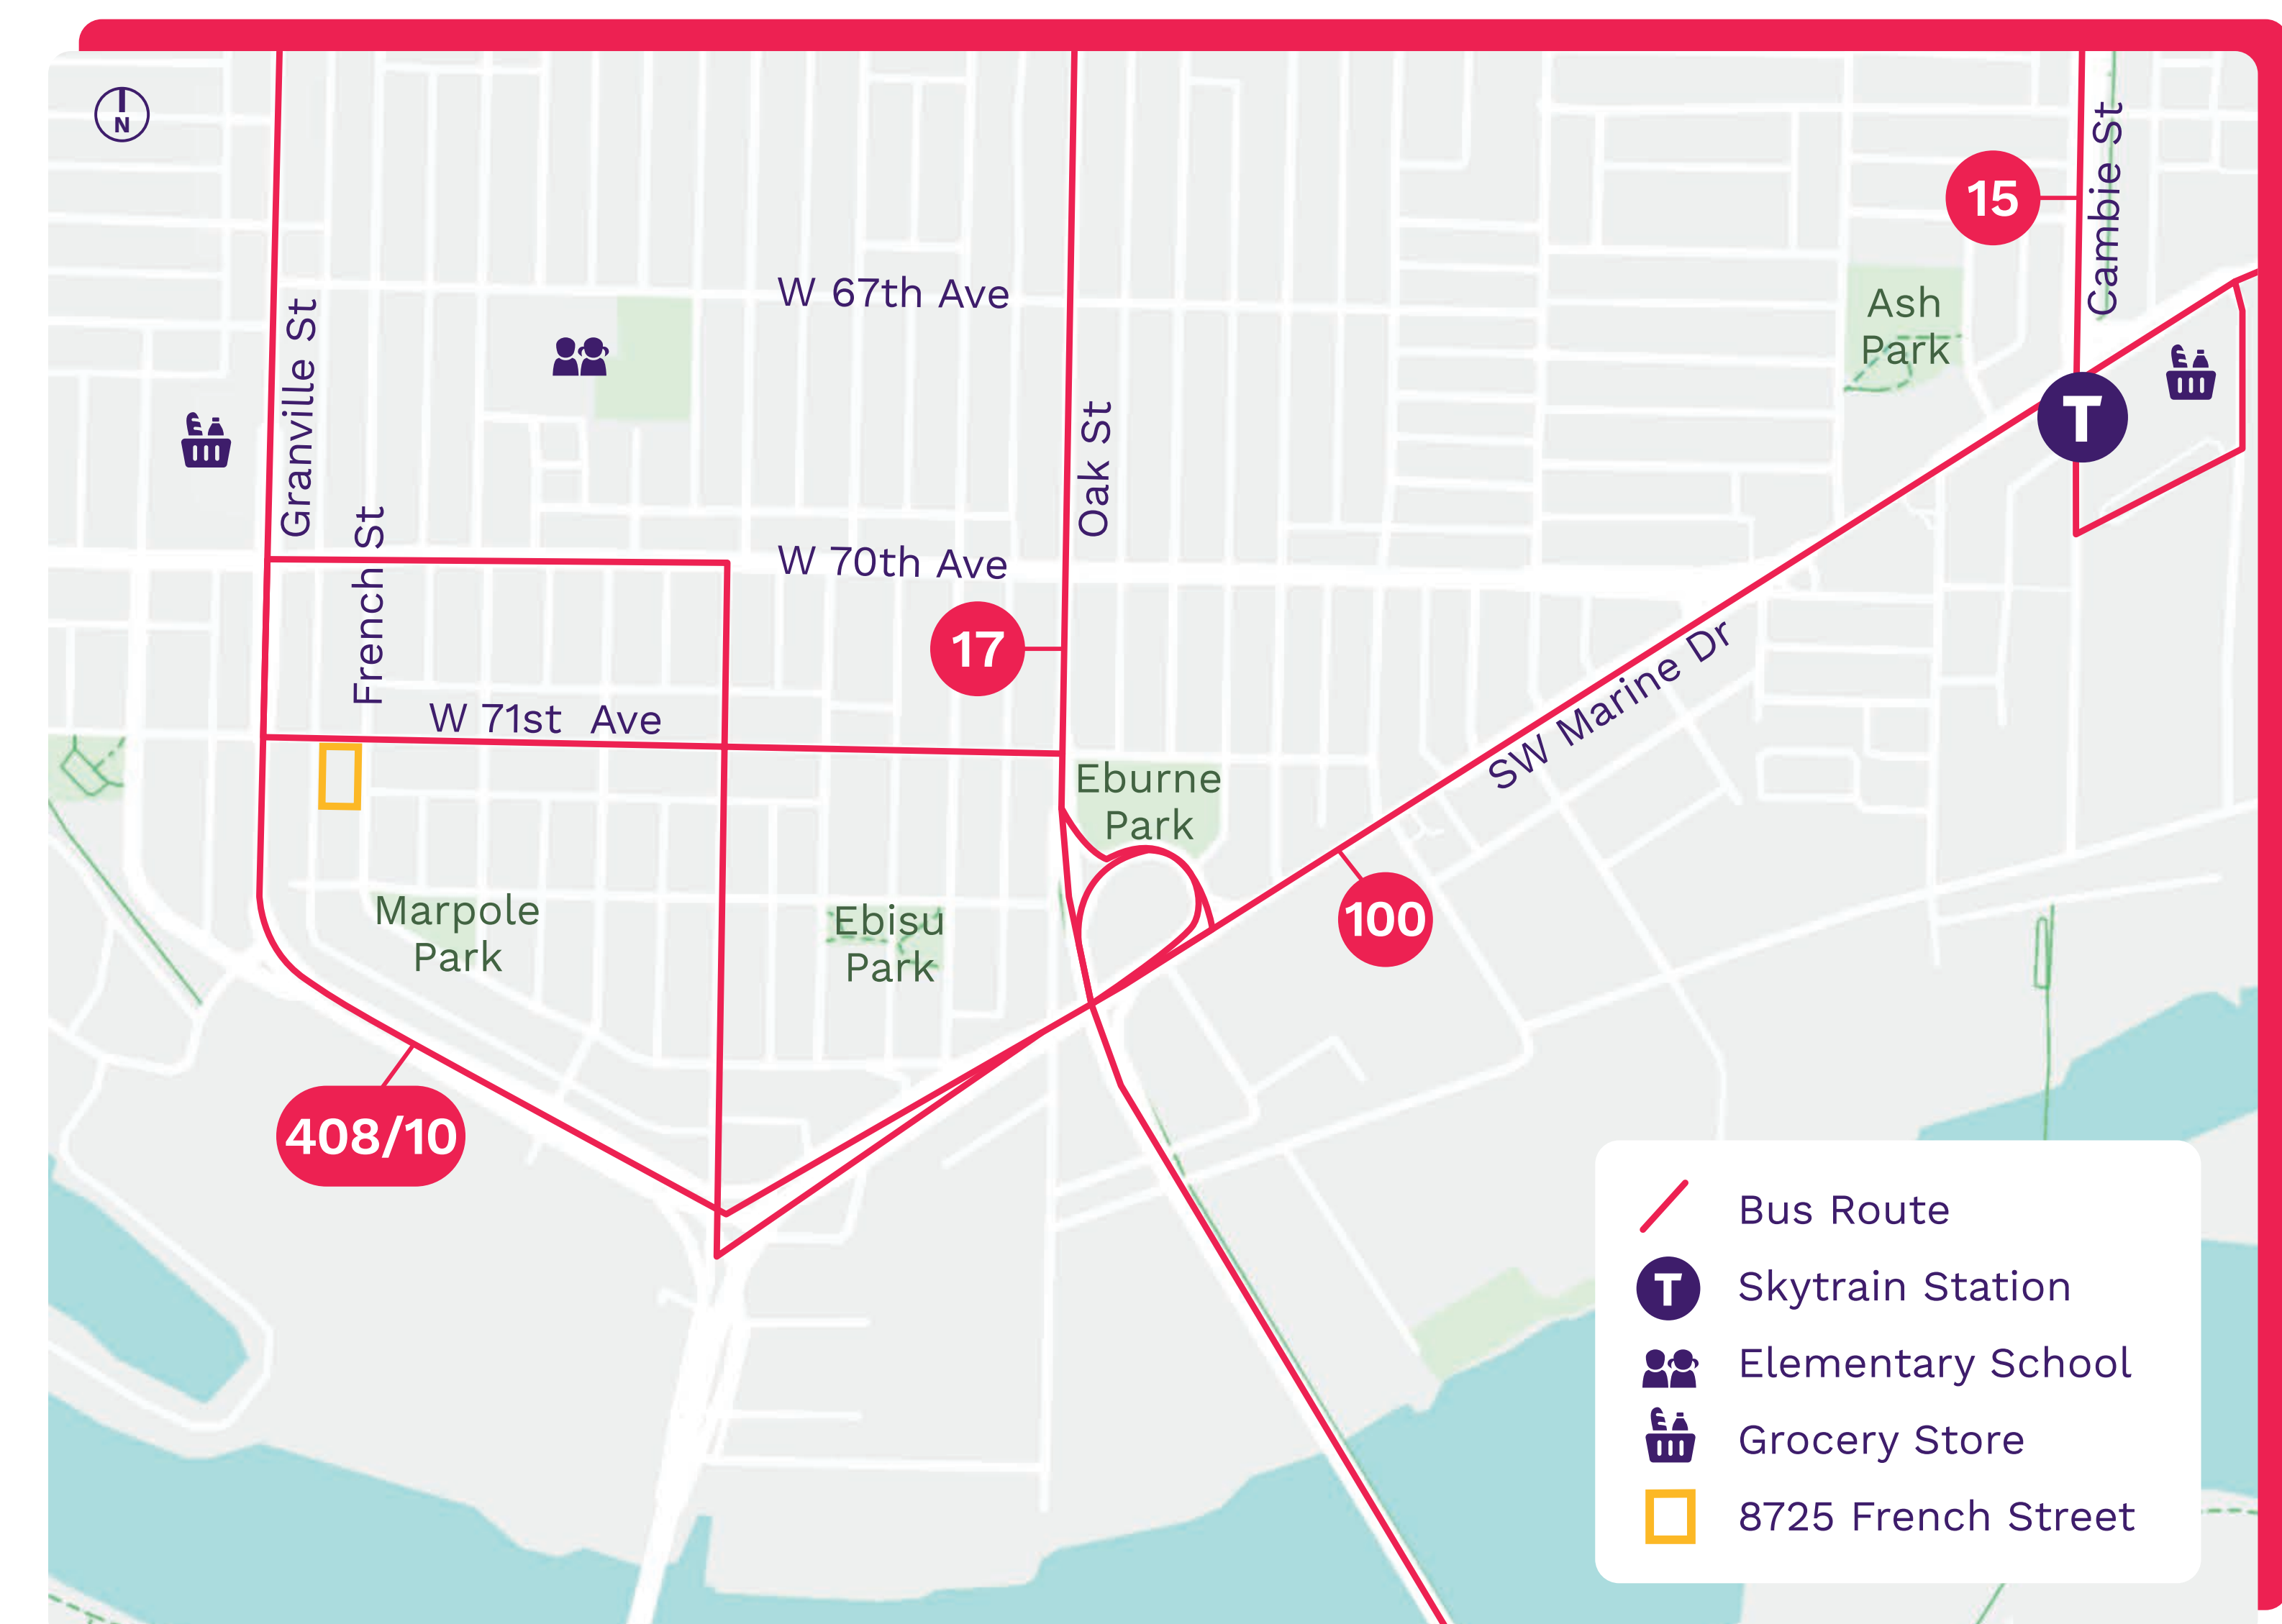 N
15
Cambie St
W 67th Ave
Ash
Park
Granville St
T
Oak St
French St
W 70th Ave
17
SW Marine Dr
W 71st Ave
Eburne
Park
Marpole
Park
Ebisu
Park
100
408/10
Bus Route
T
Skytrain Station
Elementary School
Grocery Store
8725 French Street